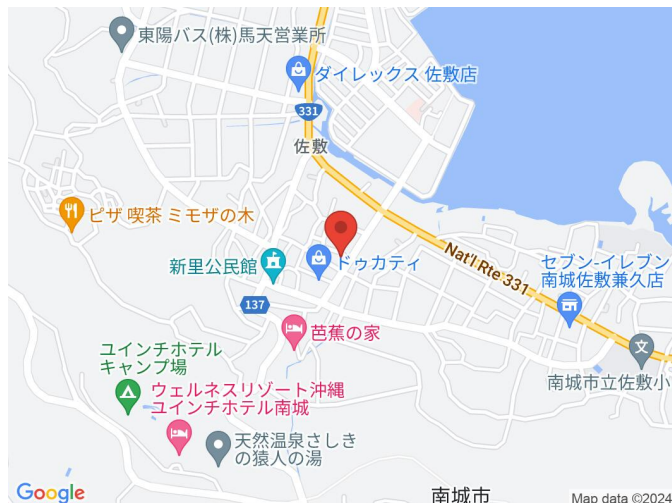 東陽バス(株)馬天営業所
ダイレックス 佐敷店
331
佐敷
ピザ 喫茶 ミモザの木
新里公民館
ドゥカティ
Nat'l Rte 331
セブン-イレブン
南城佐敷兼久店
137
芭蕉の家
ユインチホテル
キャンプ場
ウェルネスリゾート沖縄
ユインチホテル南城
南城市立佐敷小
天然温泉さしき
の猿人の湯
南城市
Google
Map data ©2024